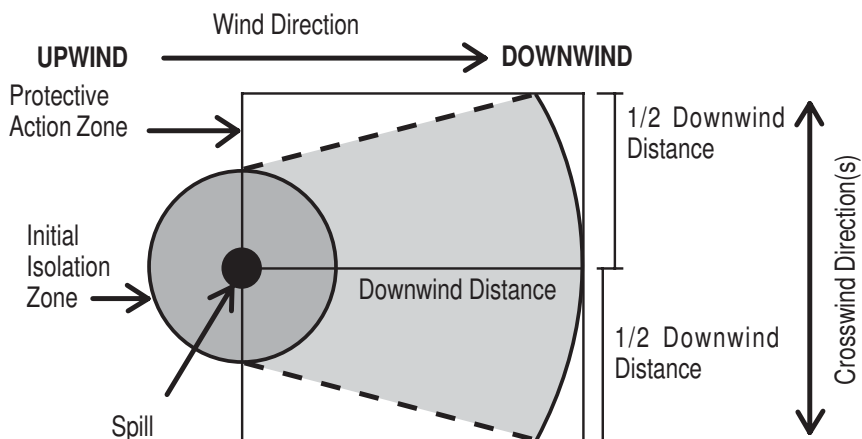 Wind Direction
UPWIND
DOWNWIND
Protective
Action Zone
1/2 Downwind
Distance
Crosswind Direction(s)
Initial
Isolation
Zone
Downwind Distance
1/2 Downwind
Distance
Spill